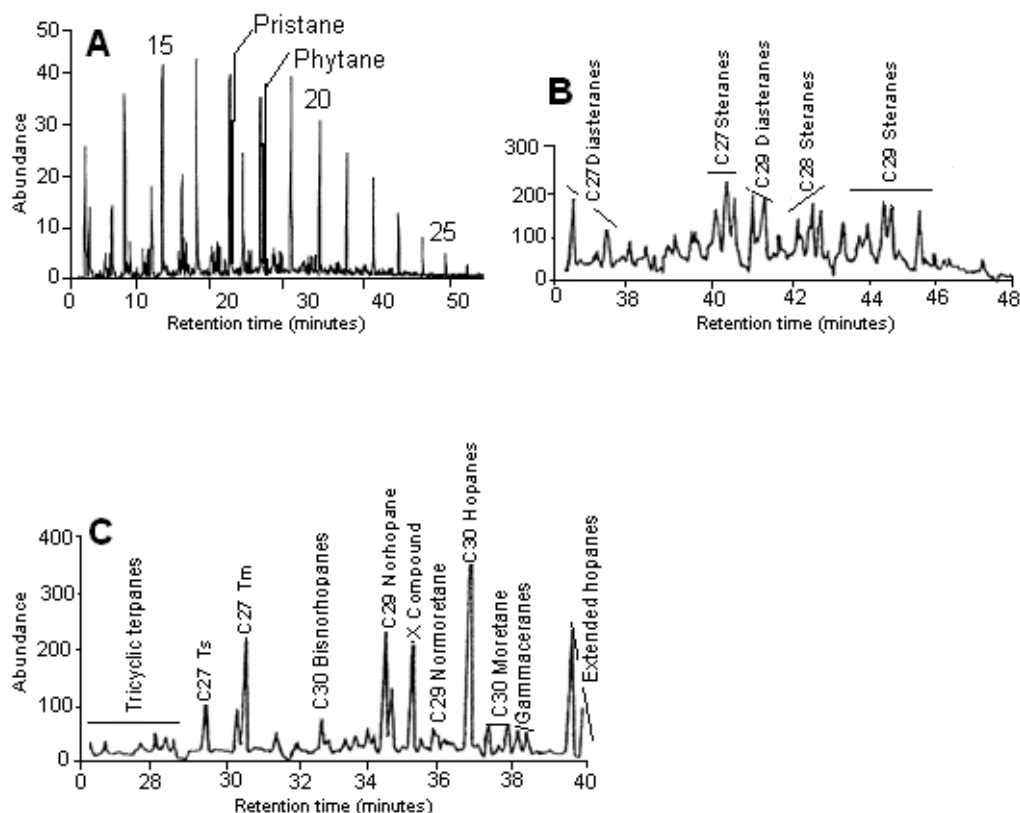 A
50
40
30
20
10
0
Abundance
15
Pristane
Phytane
20
25
0 10 20 30 40 50
Retention time (minutes)
B
300
200
100
0
Abundance
C27 Diasteranes
C27 Steranes
C29 Diasteranes
C28 Steranes
C29 Steranes
0 38 40 42 44 46 48
Retention time (minutes)
C
400
300
200
100
0
Abundance
Tricyclic terpanes
C27 Ts
C27 Tm
C30 Bisnorhopanes
C29 Norhopane
X Compound
C29 Normoretane
C30 Hopanes
C30 Moretane
Gammaceranes
Extended hopanes
0 28 30 32 34 36 38 40
Retention time (minutes)